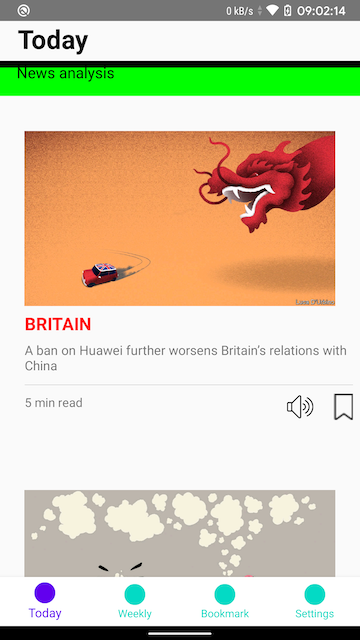 0 kB/s
09:02:14
Today
News analysis
BRITAIN
A ban on Huawei further worsens Britain's relations with
China
5 min read
Today
Weekly
Bookmark
Settings